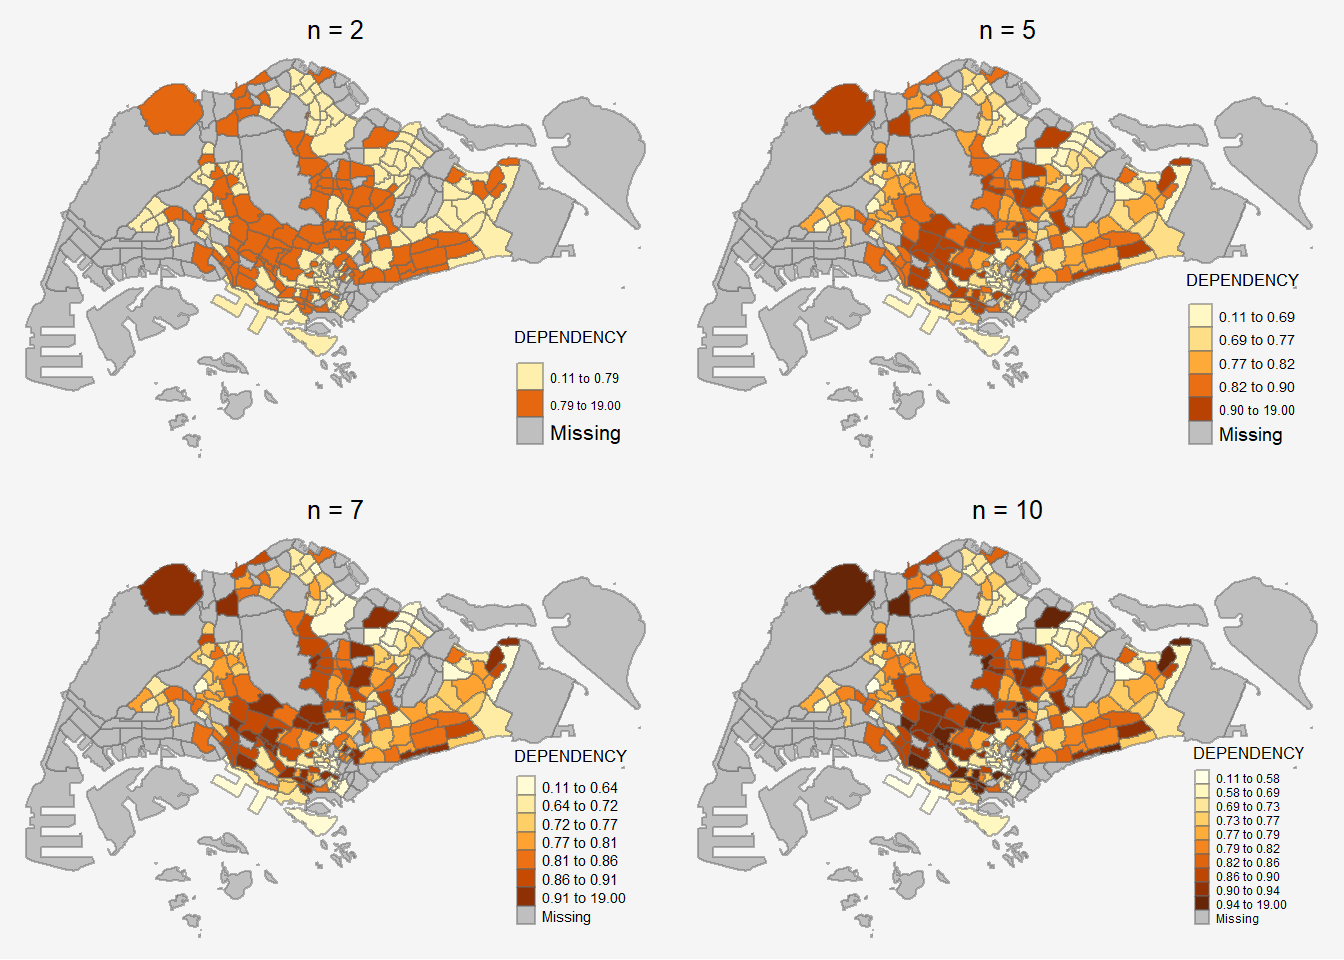 n = 2
DEPENDENCY
0.11 to 0.79
0.79 to 19.00
Missing
n = 5
DEPENDENCY
0.11 to 0.69
0.69 to 0.77
0.77 to 0.82
0.82 to 0.90
0.90 to 19.00
Missing
n = 7
DEPENDENCY
0.11 to 0.64
0.64 to 0.72
0.72 to 0.77
0.77 to 0.81
0.81 to 0.86
0.86 to 0.91
0.91 to 19.00
Missing
n = 10
DEPENDENCY
0.11 to 0.58
0.58 to 0.69
0.69 to 0.73
0.73 to 0.77
0.77 to 0.79
0.79 to 0.82
0.82 to 0.86
0.86 to 0.90
0.90 to 0.94
0.94 to 19.00
Missing